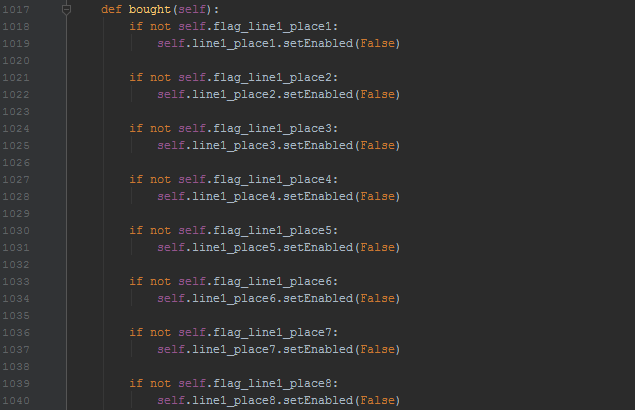 1017 def bought(self):
1018 if not self.flag_line1_place1:
1019 self.line1_place1.setEnabled(False)
1020
1021 if not self.flag_line1_place2:
1022 self.line1_place2.setEnabled(False)
1023
1024 if not self.flag_line1_place3:
1025 self.line1_place3.setEnabled(False)
1026
1027 if not self.flag_line1_place4:
1028 self.line1_place4.setEnabled(False)
1029
1030 if not self.flag_line1_place5:
1031 self.line1_place5.setEnabled(False)
1032
1033 if not self.flag_line1_place6:
1034 self.line1_place6.setEnabled(False)
1035
1036 if not self.flag_line1_place7:
1037 self.line1_place7.setEnabled(False)
1038
1039 if not self.flag_line1_place8:
1040 self.line1_place8.setEnabled(False)